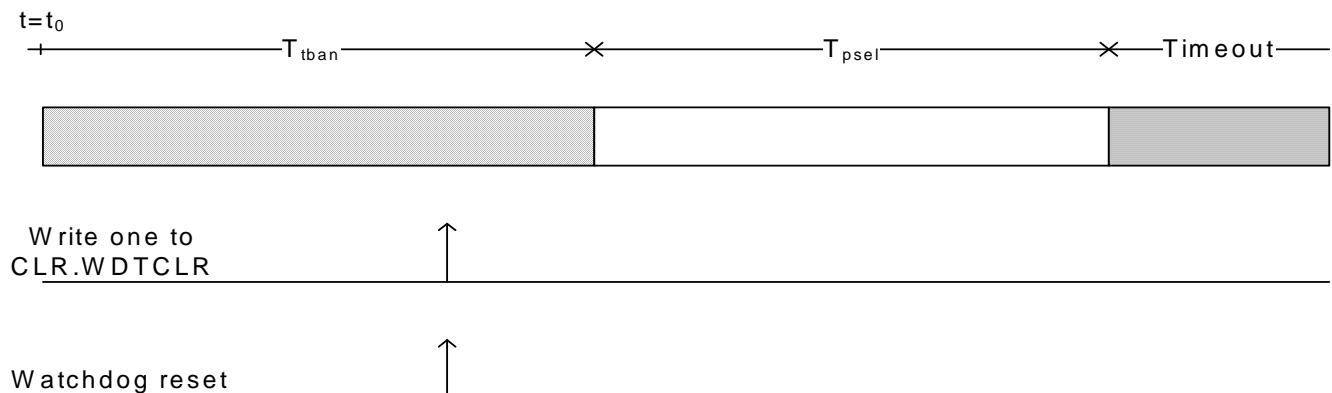 t=t₀
Tₜbₐₙ Tₚₛₑₗ Timeout
Write one to
CLR.WDTCLR
Watchdog reset